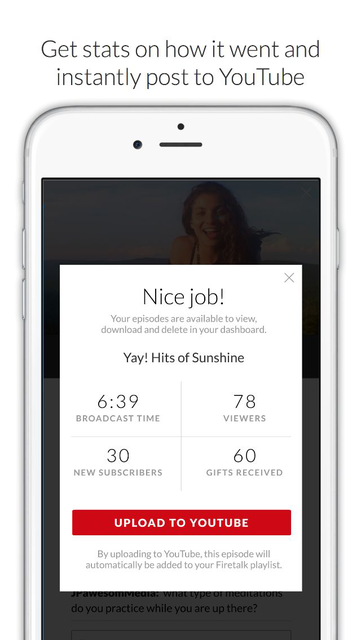 Get stats on how it went and
instantly post to YouTube
Nice job!
Your episodes are available to view,
download and delete in your dashboard.
Yay! Hits of Sunshine
6:39
BROADCAST TIME
78
VIEWERS
30
NEW SUBSCRIBERS
60
GIFTS RECEIVED
UPLOAD TO YOUTUBE
By uploading to YouTube, this episode will
automatically be added to your Firetalk playlist.
JPawesomMedia: what type of meditations
do you practice while you are up there?